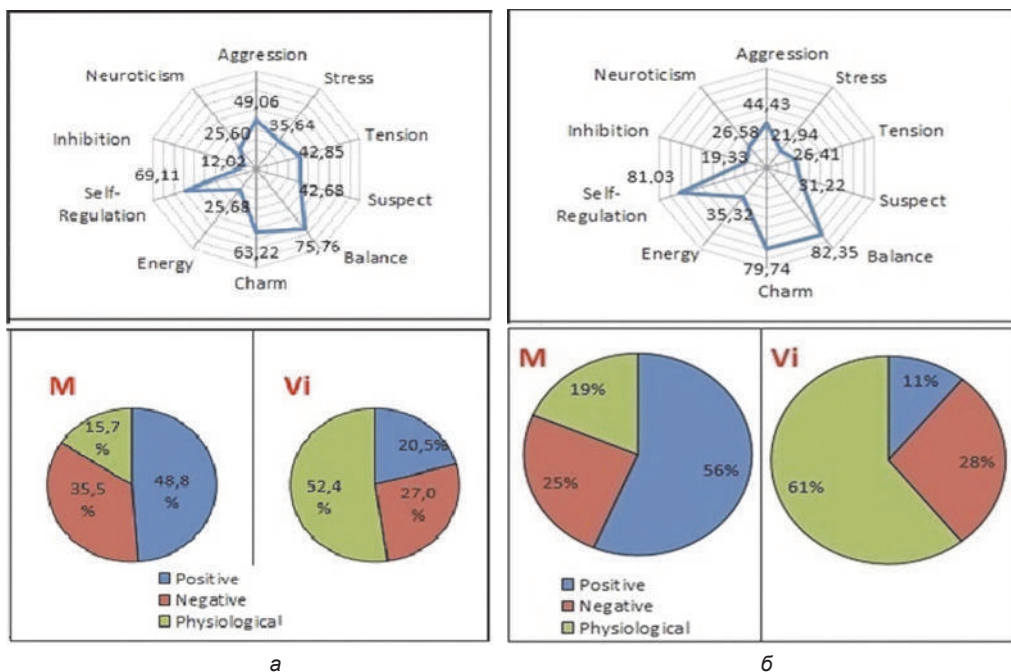 Aggression
Neuroticism
Stress
49,06
25,60
35,64
Inhibition
Tension
12,02
42,85
69,11
42,68
Self-
Regulation
Suspect
25,68
Energy
63,22
75,76
Balance
Charm
Aggression
Neuroticism
Stress
44,43
26,58
21,94
Inhibition
Tension
19,33
26,41
81,03
31,22
Self-
Regulation
Suspect
35,32
Energy
79,74
82,35
Balance
Charm
M
15,7
%
35,5
%
48,8
%
Vi
20,5%
52,4
%
27,0
%
Positive
Negative
Physiological
M
19%
25%
56%
Vi
11%
61%
28%
Positive
Negative
Physiological
а
б